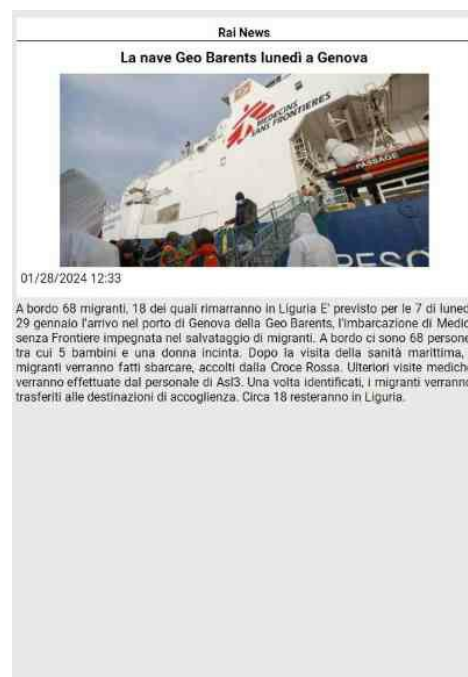 Rai News
La nave Geo Barents lunedì a Genova
MEDECINS
SANS FRONTIERES
PASSAGE
RESC
01/28/2024 12:33
A bordo 68 migranti, 18 dei quali rimarranno in Liguria E' previsto per le 7 di luned
29 gennaio l'arrivo nel porto di Genova della Geo Barents, l'imbarcazione di Medic
senza Frontiere impegnata nel salvataggio di migranti. A bordo ci sono 68 persone
tra cui 5 bambini e una donna incinta. Dopo la visita della sanità marittima,
migranti verranno fatti sbarcare, accolti dalla Croce Rossa. Ulteriori visite mediche
verranno effettuate dal personale di Asl3. Una volta identificati, i migranti verranno
trasferiti alle destinazioni di accoglienza. Circa 18 resteranno in Liguria.